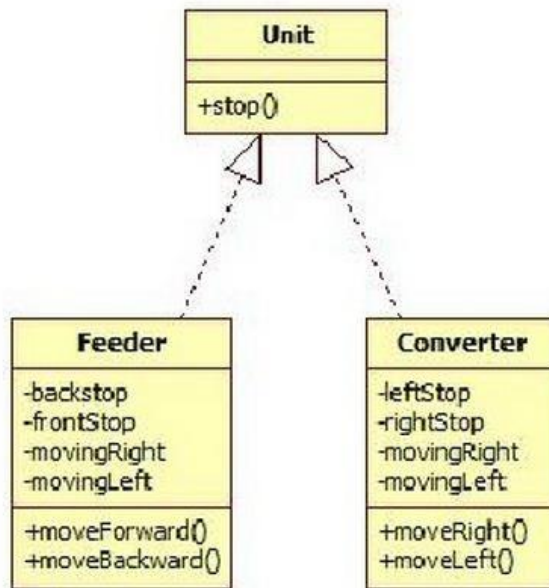 Unit
+stop()
Feeder
-backstop
-frontStop
-movingRight
-movingLeft
+moveForward()
+moveBackward()
Converter
-leftStop
-rightStop
-movingRight
-movingLeft
+moveRight()
+moveLeft()